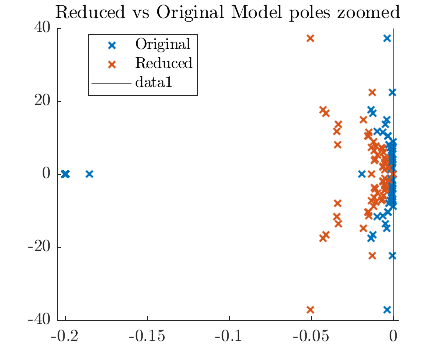 Reduced vs Original Model poles zoomed
Original
Reduced
data1
40
20
0
-20
-40
-0.2
-0.15
-0.1
-0.05
0